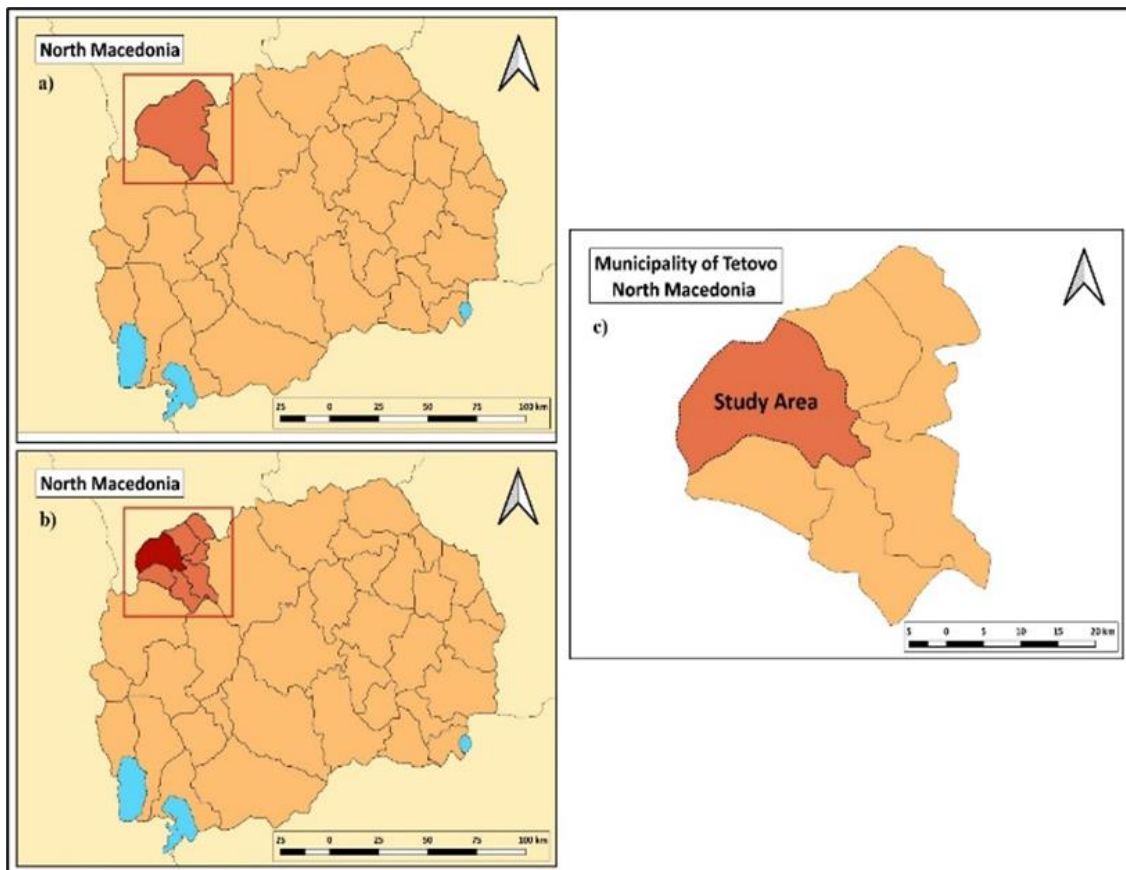 North Macedonia
a)
25 0 25 50 75 100 km
North Macedonia
b)
25 0 25 50 75 100 km
Municipality of Tetovo
North Macedonia
c)
Study Area
5 0 5 10 15 20 km